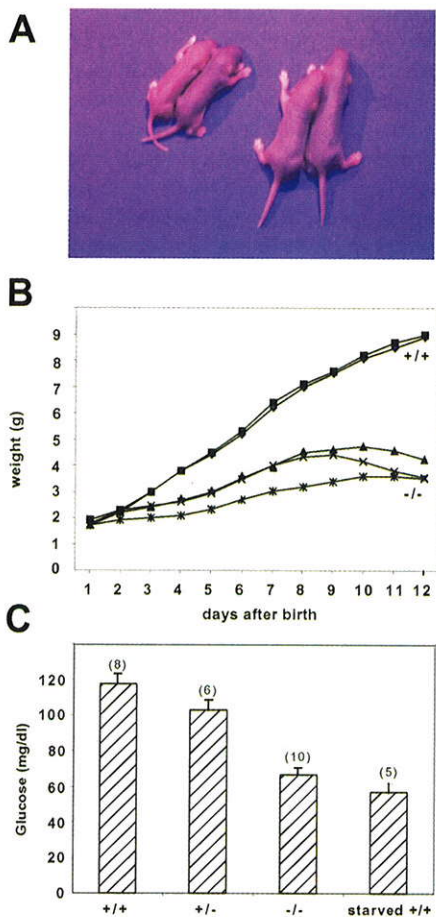 A
B
9
8
7
6
5
4
3
2
1
0
weight (g)
+/+
-/-
1 2 3 4 5 6 7 8 9 10 11 12
days after birth
C
120
100
80
60
40
20
0
Glucose (mg/dl)
(8)
(6)
(10)
(5)
+/+ +/- -/- starved +/+